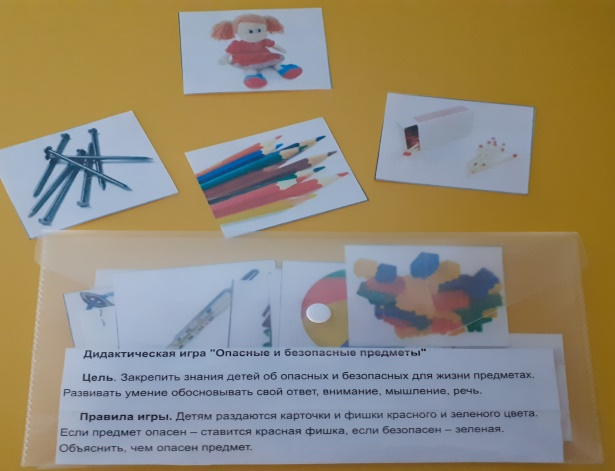 Дидактическая игра "Опасные и безопасные предметы"
Цель. Закрепить знания детей об опасных и безопасных для жизни предметах.
Развивать умение обосновывать свой ответ, внимание, мышление, речь.
Правила игры. Детям раздаются карточки и фишки красного и зеленого цвета.
Если предмет опасен – ставится красная фишка, если безопасен – зеленая.
Объяснить, чем опасен предмет.